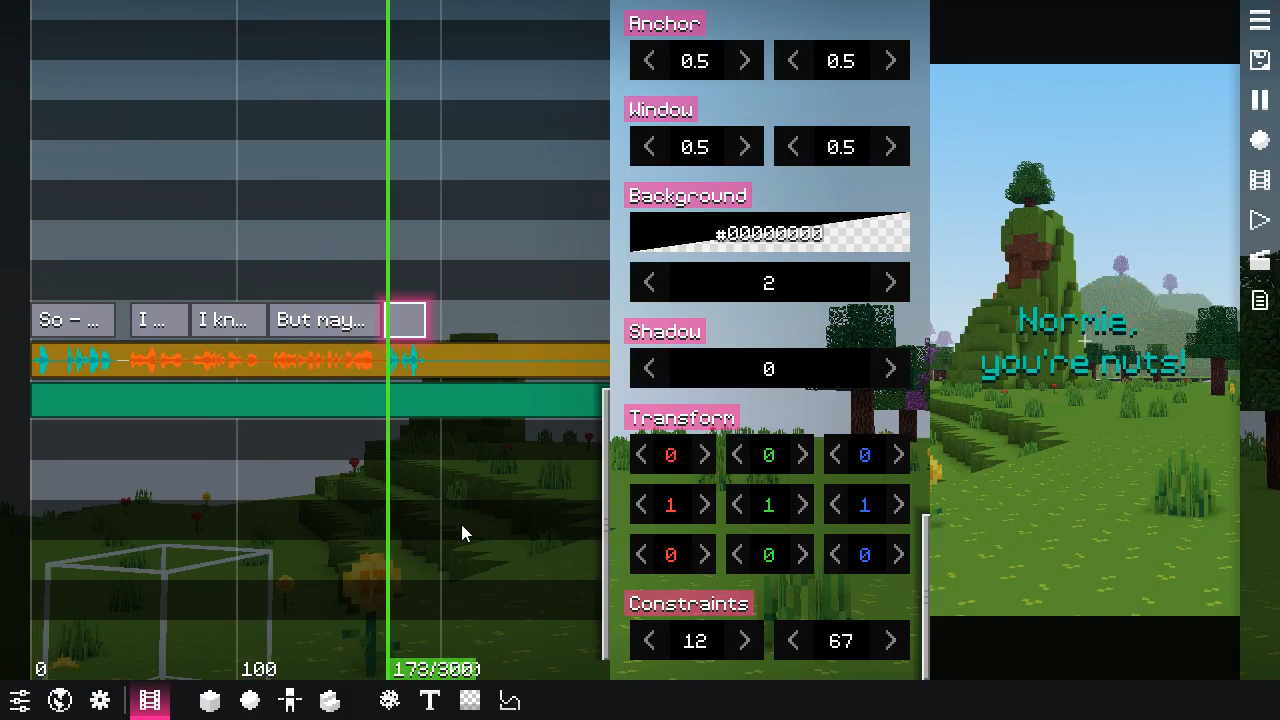 Anchor
0.5 0.5
Window
0.5 0.5
Background
#00000000
2
Shadow
0
Transform
0 0 0
1 1 1
0 0 0
Constraints
12 67
So – ... I ... I kn... But may...
0 100 173/300
Normie,
you're nuts!